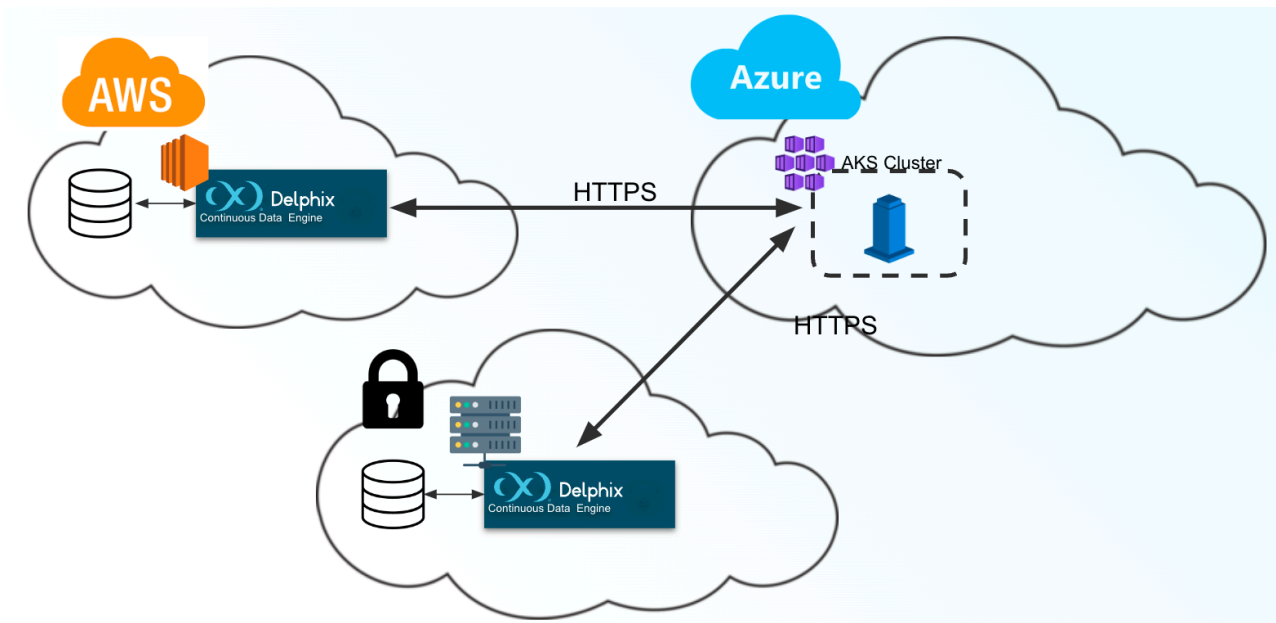 AWS
Azure
AKS Cluster
Delphix
Continuous Data Engine
HTTPS
HTTPS
Delphix
Continuous Data Engine